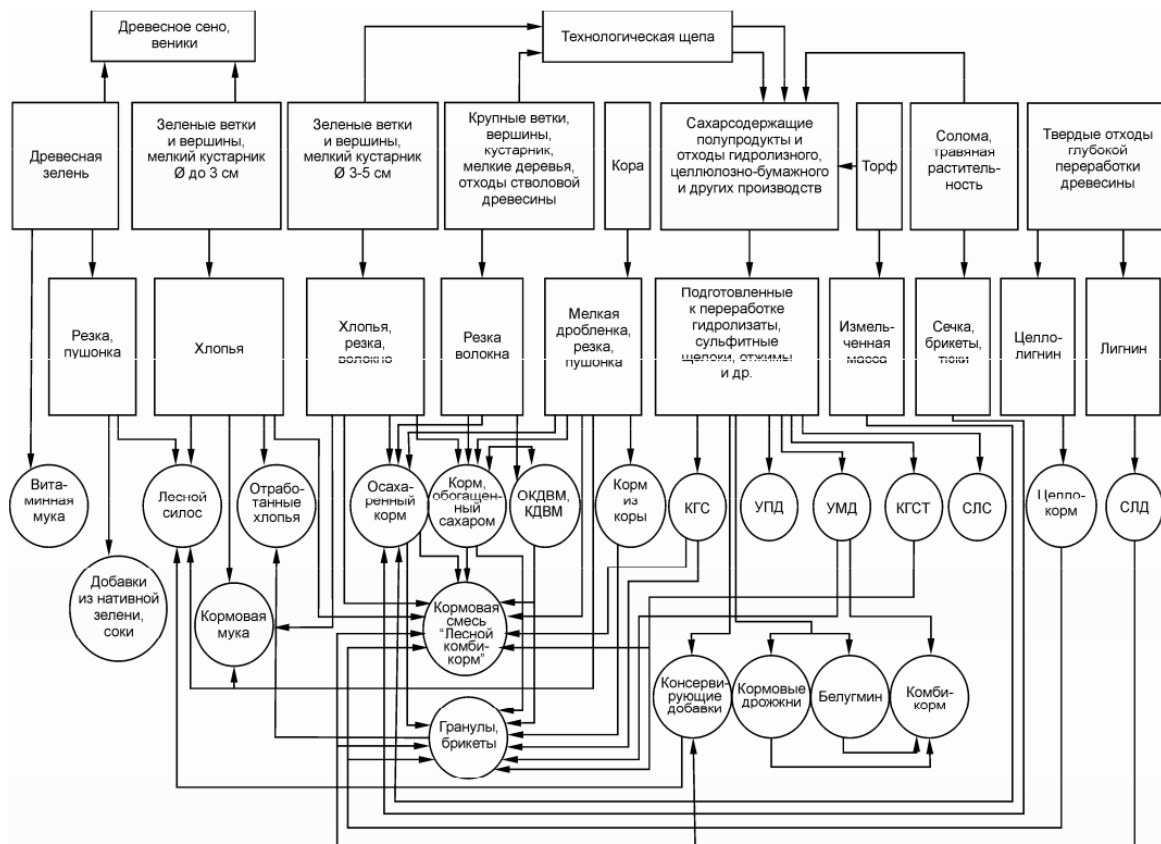 Древесное сено,
веники
Технологическая щепа
Древесная
зелень
Зеленые ветки
и вершины,
мелкий кустарник
Ø до 3 см
Зеленые ветки
и вершины,
мелкий кустарник
Ø 3-5 см
Крупные ветки,
вершины,
кустарник,
мелкие деревья,
отходы стволовой
древесины
Кора
Сахарсодержащие
полупродукты и
отходы гидролизного,
целлюлозно-бумажного
и других производств
Торф
Солома,
травяная
раститель-
ность
Твердые отходы
глубокой
переработки
древесины
Резка,
пушонка
Хлопья
Хлопья,
резка,
волокно
Резка
волокна
Мелкая
дробленка,
резка,
пушонка
Подготовленные
к переработке
гидролизаты,
сульфитные
щелоки, отжимы
и др.
Измель-
ченная
масса
Сечка,
брикеты,
тюки
Целло-
лигнин
Лигнин
Вита-
минная
мука
Лесной
силос
Отрабо-
танные
хлопья
Осаха-
ренный
корм
Корм,
обогащен-
ный
сахаром
ОКДВМ,
КДВМ
Корм
из
коры
КГС
УПД
УМД
КГСТ
СЛС
Целло-
корм
СЛД
Добавки
из нативной
зелени,
соки
Кормовая
мука
Кормовая
смесь
"Лесной
комби-
корм"
Консерви-
рующие
добавки
Кормовые
дрожжни
Белугмин
Комби-
корм
Гранулы,
брикеты